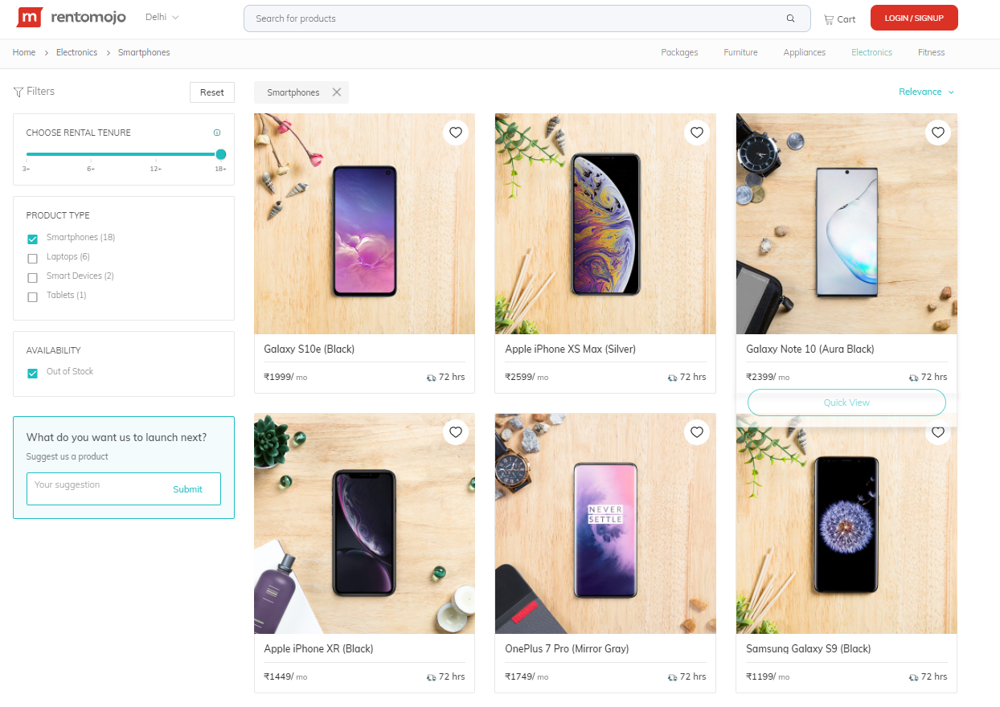 m rentomojo
Delhi
Search for products
Cart
LOGIN / SIGNUP
Home > Electronics > Smartphones
Packages
Furniture
Appliances
Electronics
Fitness
Filters
Reset
Smartphones
Relevance
CHOOSE RENTAL TENURE
3+ 6+ 12+ 18+
PRODUCT TYPE
Smartphones (18)
Laptops (6)
Smart Devices (2)
Tablets (1)
AVAILABILITY
Out of Stock
What do you want us to launch next?
Suggest us a product
Your suggestion
Submit
Galaxy S10e (Black)
₹1999/ mo 72 hrs
Apple iPhone XS Max (Silver)
₹2599/ mo 72 hrs
Galaxy Note 10 (Aura Black)
₹2399/ mo 72 hrs
Quick View
Apple iPhone XR (Black)
₹1449/ mo 72 hrs
NEVER
SETTLE
OnePlus 7 Pro (Mirror Gray)
₹1749/ mo 72 hrs
Samsung Galaxy S9 (Black)
₹1199/ mo 72 hrs